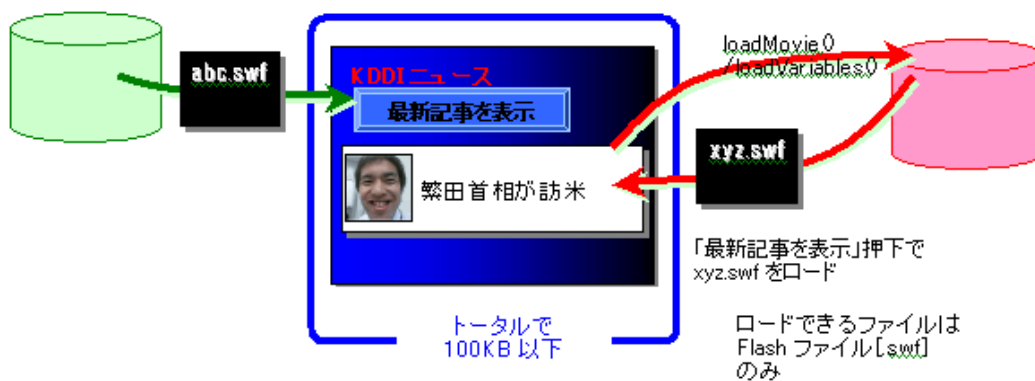 abc.swf
KDDIニュース
最新記事を表示
繁田首相が訪米
トータルで
100KB 以下
loadMovie()
/loadVariables()
xyz.swf
「最新記事を表示」押下で
xyz.swf をロード
ロードできるファイルは
Flash ファイル[swf]
のみ